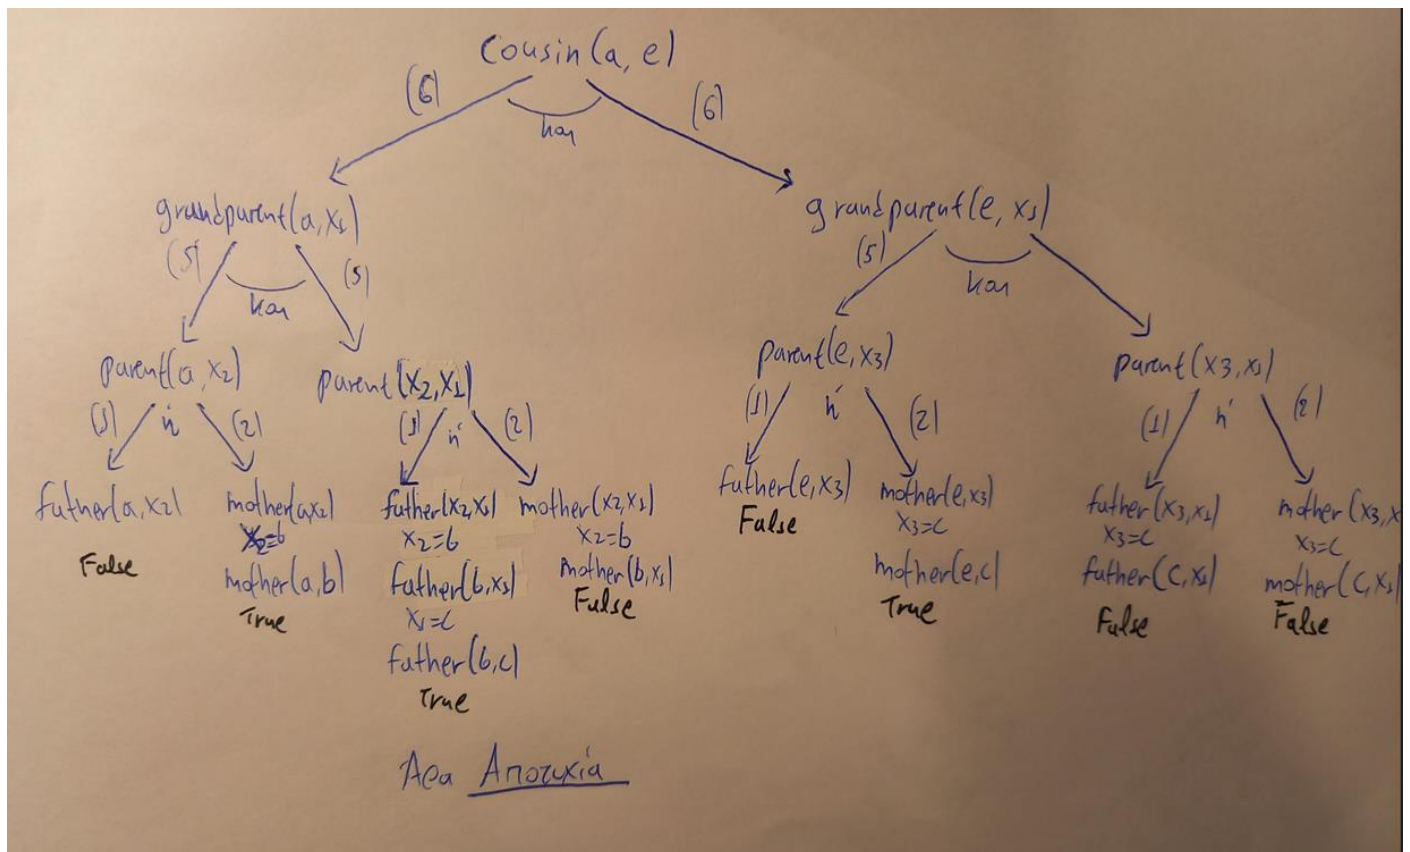 Cousin(a, e)
(6) (6)
και
grandparent(a, x1) grandparent(e, x1)
(5) και (5) (5) και
parent(a, x2) parent(x2, x1) parent(e, x3) parent(x3, x1)
(1) ή (2) (1) ή (2) (1) ή (2) (1) ή (2)
father(a, x2) mother(a, x2) father(x2, x1) mother(x2, x1) father(e, x3) mother(e, x3) father(x3, x1) mother(x3, x
False x2=b x2=b x2=b False x3=c x3=c x3=c
mother(a, b) father(b, x1) mother(b, x1) mother(e, c) father(c, x1) mother(c, x1)
True x1=c False True False False
father(b, c)
True
Άρα Αποτυχία